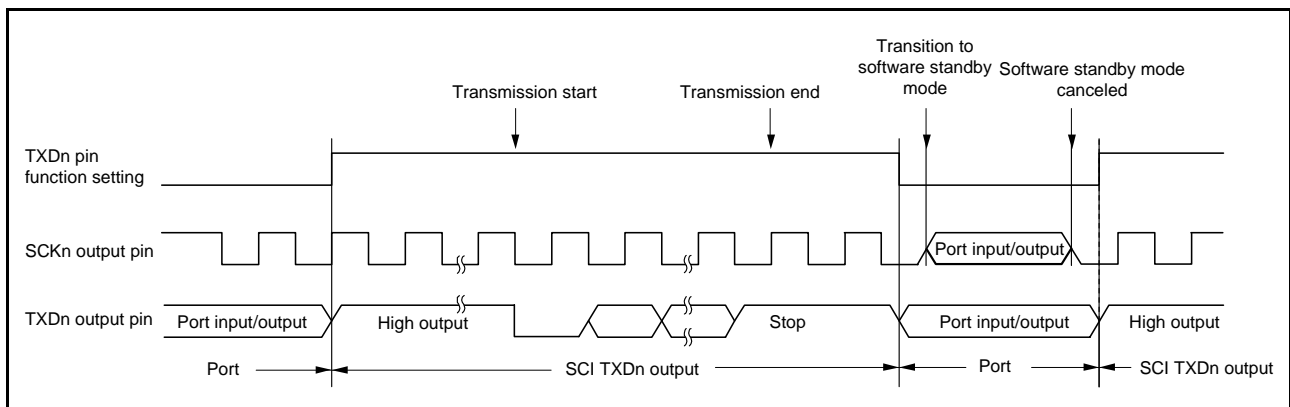 Transition to
software standby
mode
Software standby mode
canceled
Transmission start
Transmission end
TXDn pin
function setting
SCKn output pin
Port input/output
TXDn output pin
Port input/output
High output
Stop
Port input/output
High output
Port
SCI TXDn output
Port
SCI TXDn output